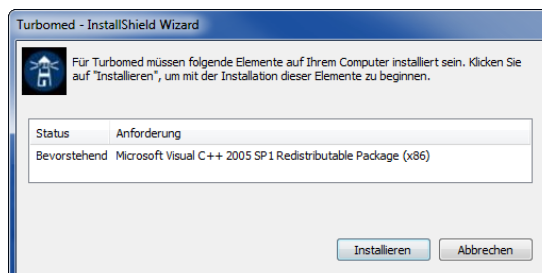 Turbomed - InstallShield Wizard
Für Turbomed müssen folgende Elemente auf Ihrem Computer installiert sein. Klicken Sie
auf "Installieren", um mit der Installation dieser Elemente zu beginnen.
Status Anforderung
Bevorstehend Microsoft Visual C++ 2005 SP1 Redistributable Package (x86)
Installieren Abbrechen